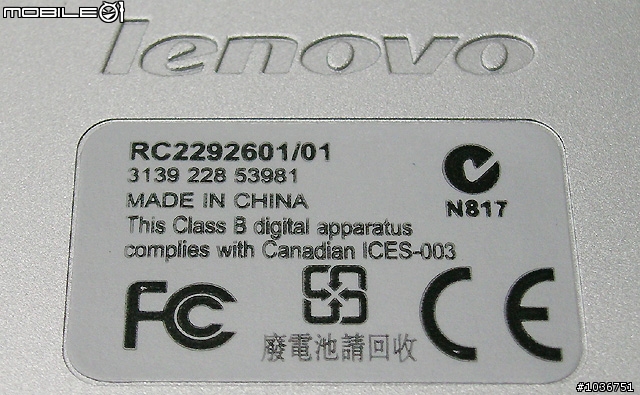 MOBILE01
lenovo
RC2292601/01
3139 228 53981
MADE IN CHINA
N817
This Class B digital apparatus
complies with Canadian ICES-003
FC CE
廢電池請回收
#1036751